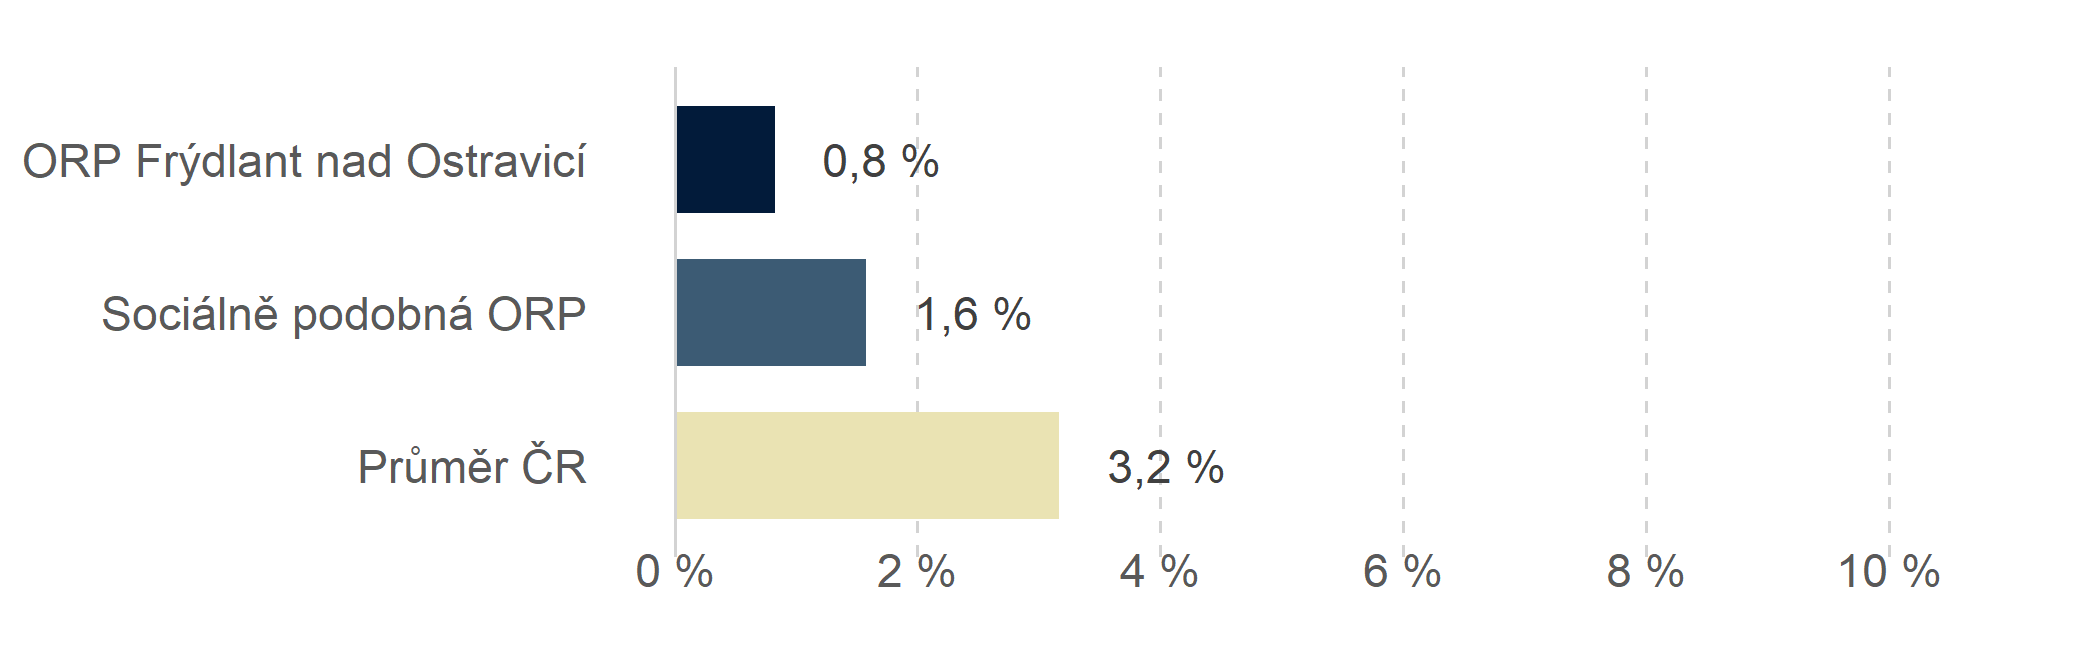 ORP Frýdlant nad Ostravicí
0,8 %
Sociálně podobná ORP
1,6 %
Průměr ČR
3,2 %
0 % 2 % 4 % 6 % 8 % 10 %